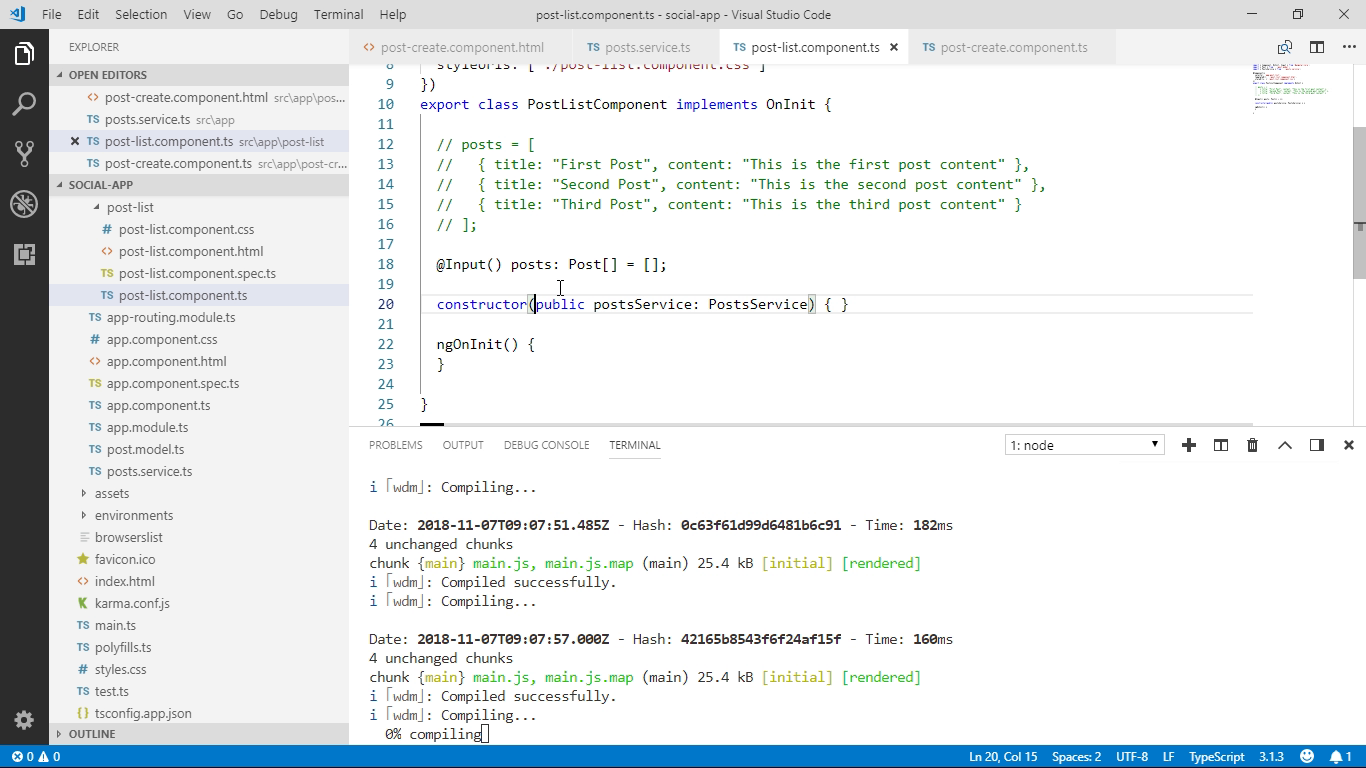 File Edit Selection View Go Debug Terminal Help
post-list.component.ts - social-app - Visual Studio Code
EXPLORER
OPEN EDITORS
post-create.component.html src\app\pos...
posts.service.ts src\app
post-list.component.ts src\app\post-list
post-create.component.ts src\app\post-cr...
SOCIAL-APP
post-list
# post-list.component.css
<> post-list.component.html
TS post-list.component.spec.ts
TS post-list.component.ts
TS app-routing.module.ts
# app.component.css
<> app.component.html
TS app.component.spec.ts
TS app.component.ts
TS app.module.ts
TS post.model.ts
TS posts.service.ts
assets
environments
browserslist
favicon.ico
<> index.html
K karma.conf.js
TS main.ts
TS polyfills.ts
# styles.css
TS test.ts
{} tsconfig.app.json
OUTLINE
<> post-create.component.html TS posts.service.ts TS post-list.component.ts TS post-create.component.ts
8 styleUrls: ['./post-list.component.css']
9 })
10 export class PostListComponent implements OnInit {
11
12 // posts = [
13 // { title: "First Post", content: "This is the first post content" },
14 // { title: "Second Post", content: "This is the second post content" },
15 // { title: "Third Post", content: "This is the third post content" }
16 // ];
17
18 @Input() posts: Post[] = [];
19
20 constructor(public postsService: PostsService) { }
21
22 ngOnInit() {
23 }
24
25 }
26
PROBLEMS OUTPUT DEBUG CONSOLE TERMINAL
1: node
i ｢wdm｣: Compiling...
Date: 2018-11-07T09:07:51.485Z - Hash: 0c63f61d99d6481b6c91 - Time: 182ms
4 unchanged chunks
chunk {main} main.js, main.js.map (main) 25.4 kB [initial] [rendered]
i ｢wdm｣: Compiled successfully.
i ｢wdm｣: Compiling...
Date: 2018-11-07T09:07:57.000Z - Hash: 42165b8543f6f24af15f - Time: 160ms
4 unchanged chunks
chunk {main} main.js, main.js.map (main) 25.4 kB [initial] [rendered]
i ｢wdm｣: Compiled successfully.
i ｢wdm｣: Compiling...
0% compiling
0 0
Ln 20, Col 15 Spaces: 2 UTF-8 LF TypeScript 3.1.3 1